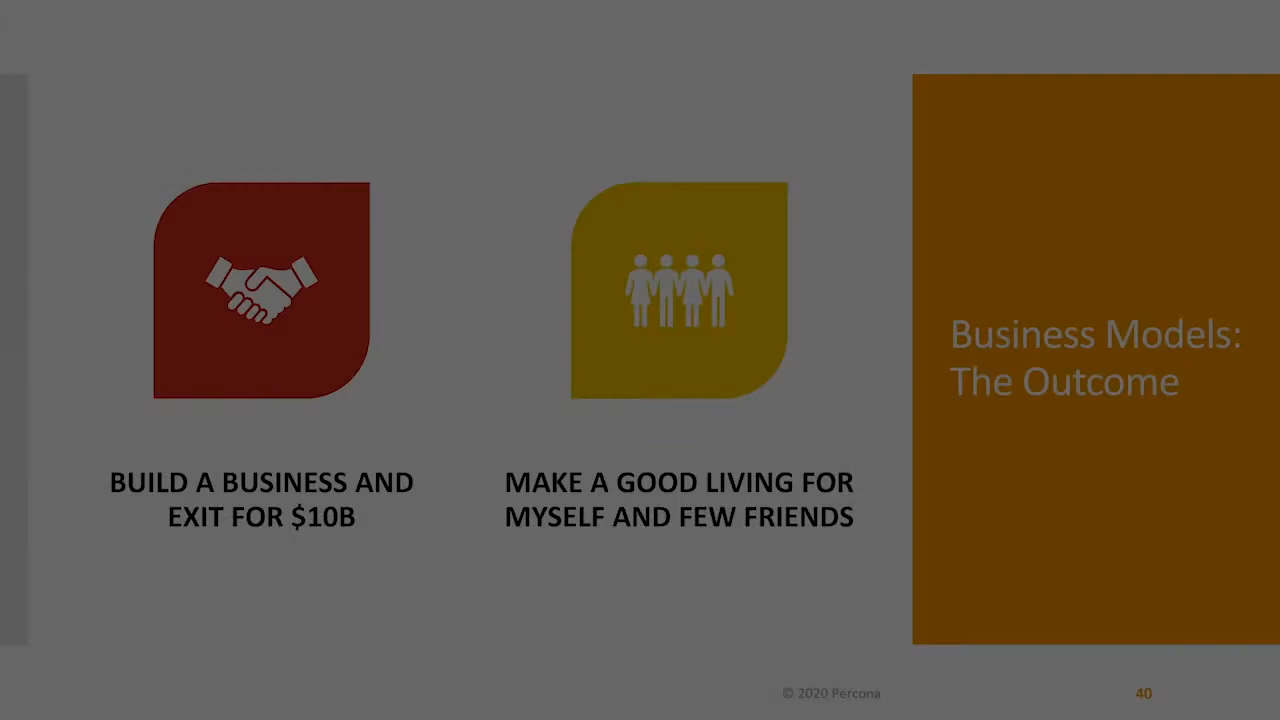 BUILD A BUSINESS AND
EXIT FOR $10B
MAKE A GOOD LIVING FOR
MYSELF AND FEW FRIENDS
Business Models:
The Outcome
© 2020 Percona
40